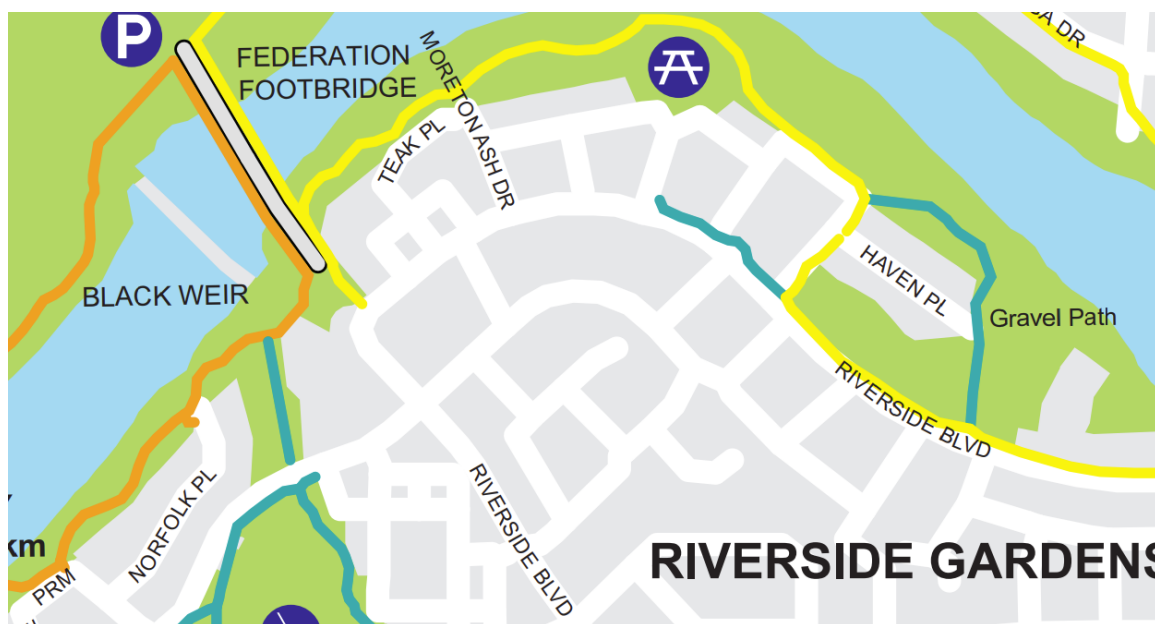 P
FEDERATION
FOOTBRIDGE
MORETON ASH DR
TEAK PL
HAVEN PL
BLACK WEIR
Gravel Path
RIVERSIDE BLVD
NORFOLK PL
RIVERSIDE BLVD
km
PRM
RIVERSIDE GARDENS
DR